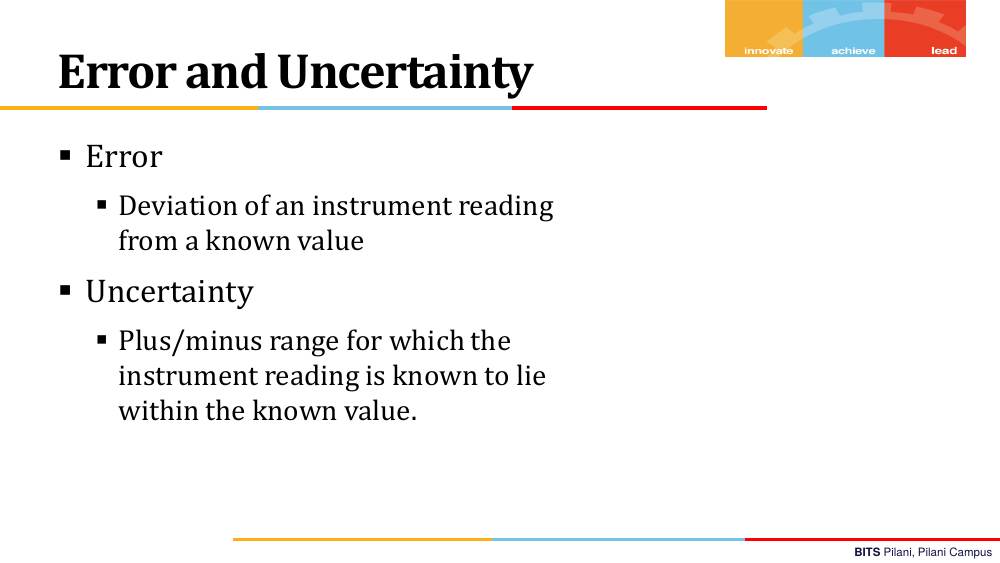 innovate achieve lead
Error and Uncertainty
▪ Error
▪ Deviation of an instrument reading
from a known value
▪ Uncertainty
▪ Plus/minus range for which the
instrument reading is known to lie
within the known value.
BITS Pilani, Pilani Campus